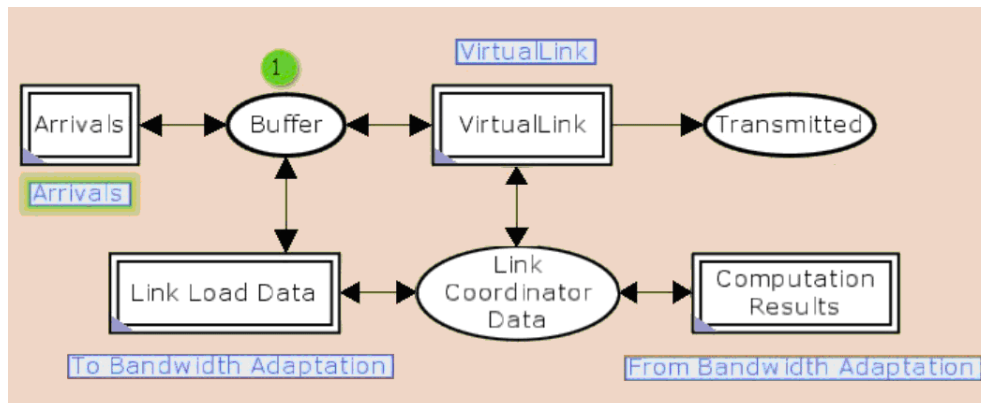 VirtualLink
1
Arrivals
Buffer
VirtualLink
Transmitted
Arrivals
Link Load Data
Link
Coordinator
Data
Computation
Results
To Bandwidth Adaptation
From Bandwidth Adaptation